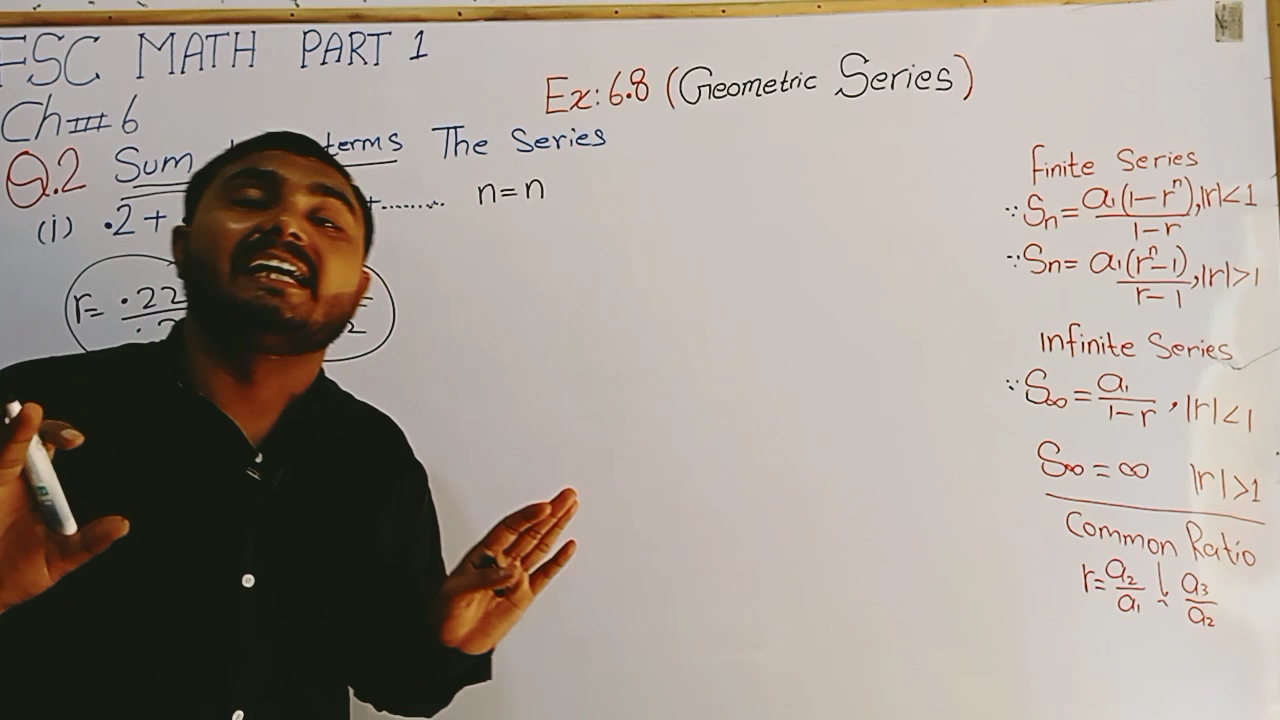 FSC MATH PART 1
Ch# 6
Ex: 6.8 (Geometric Series)
Q.2 Sum terms The Series
(i) .2 + +........ n=n
r= .22
finite Series
∵ Sn = a₁(1-rⁿ)/1-r, |r|<1
∵ Sn = a₁(rⁿ-1)/r-1, |r|>1
Infinite Series
∵ S∞ = a₁/1-r, |r|<1
S∞ = ∞ |r|>1
Common Ratio
r= a₂/a₁ a₃/a₂